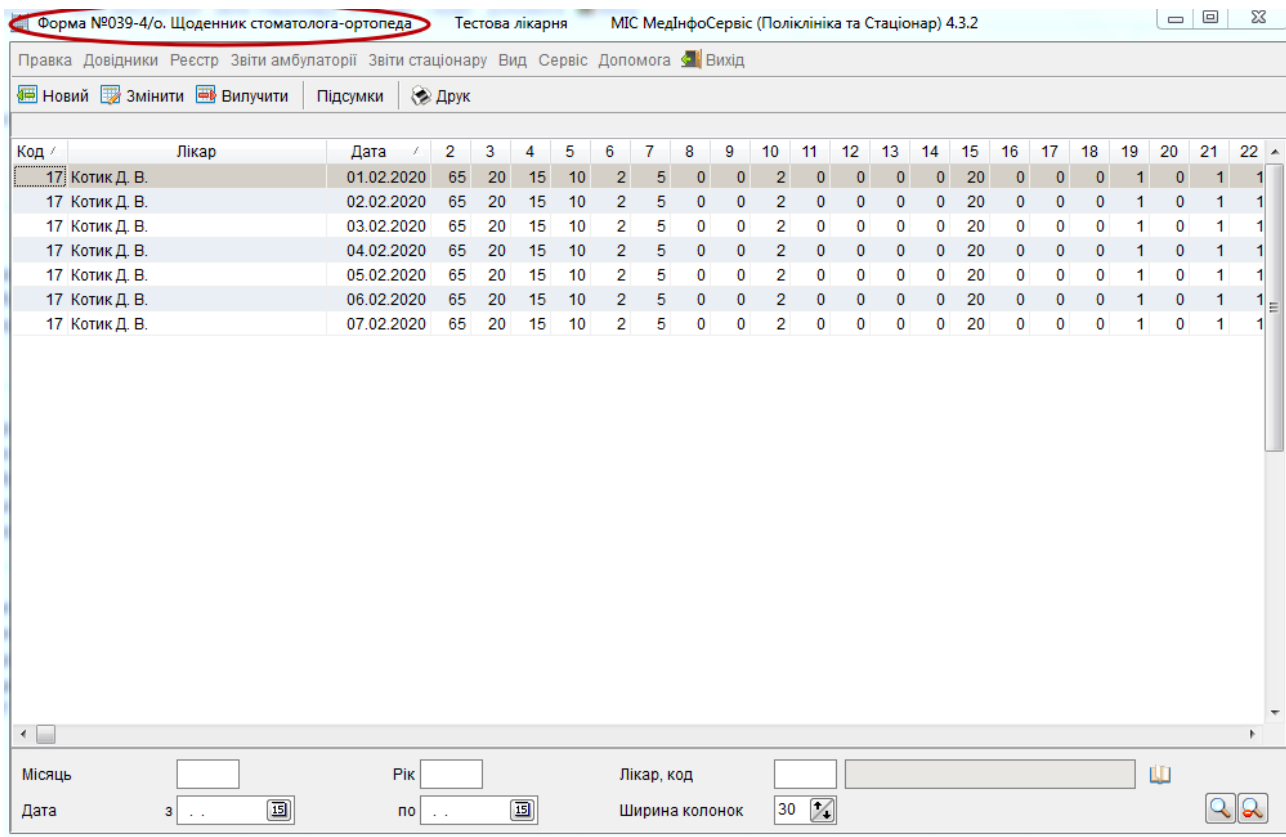 Форма №039-4/о. Щоденник стоматолога-ортопеда Тестова лікарня МІС МедІнфоСервіс (Поліклініка та Стаціонар) 4.3.2
Правка Довідники Реєстр Звіти амбулаторії Звіти стаціонару Вид Сервіс Допомога Вихід
Новий Змінити Вилучити Підсумки Друк
Код Лікар Дата 2 3 4 5 6 7 8 9 10 11 12 13 14 15 16 17 18 19 20 21 22
17 Котик Д. В. 01.02.2020 65 20 15 10 2 5 0 0 2 0 0 0 0 20 0 0 0 1 0 1 1
17 Котик Д. В. 02.02.2020 65 20 15 10 2 5 0 0 2 0 0 0 0 20 0 0 0 1 0 1 1
17 Котик Д. В. 03.02.2020 65 20 15 10 2 5 0 0 2 0 0 0 0 20 0 0 0 1 0 1 1
17 Котик Д. В. 04.02.2020 65 20 15 10 2 5 0 0 2 0 0 0 0 20 0 0 0 1 0 1 1
17 Котик Д. В. 05.02.2020 65 20 15 10 2 5 0 0 2 0 0 0 0 20 0 0 0 1 0 1 1
17 Котик Д. В. 06.02.2020 65 20 15 10 2 5 0 0 2 0 0 0 0 20 0 0 0 1 0 1 1
17 Котик Д. В. 07.02.2020 65 20 15 10 2 5 0 0 2 0 0 0 0 20 0 0 0 1 0 1 1
Місяць Рік Лікар, код
Дата з . . 15 по . . 15 Ширина колонок 30